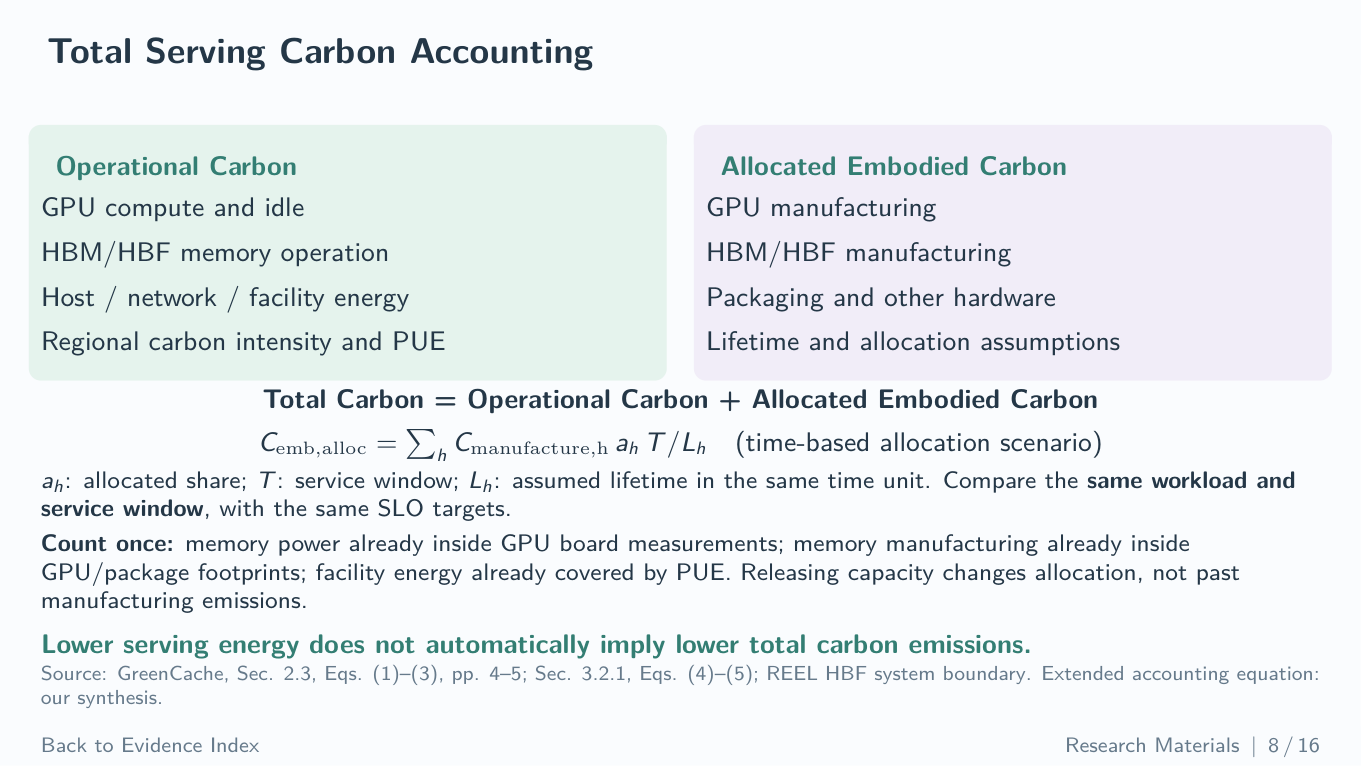 Total Serving Carbon Accounting
Operational Carbon
GPU compute and idle
HBM/HBF memory operation
Host / network / facility energy
Regional carbon intensity and PUE
Allocated Embodied Carbon
GPU manufacturing
HBM/HBF manufacturing
Packaging and other hardware
Lifetime and allocation assumptions
Total Carbon = Operational Carbon + Allocated Embodied Carbon
C_emb,alloc = ∑_h C_manufacture,h a_h T/L_h (time-based allocation scenario)
a_h: allocated share; T: service window; L_h: assumed lifetime in the same time unit. Compare the same workload and
service window, with the same SLO targets.
Count once: memory power already inside GPU board measurements; memory manufacturing already inside
GPU/package footprints; facility energy already covered by PUE. Releasing capacity changes allocation, not past
manufacturing emissions.
Lower serving energy does not automatically imply lower total carbon emissions.
Source: GreenCache, Sec. 2.3, Eqs. (1)–(3), pp. 4–5; Sec. 3.2.1, Eqs. (4)–(5); REEL HBF system boundary. Extended accounting equation:
our synthesis.
Back to Evidence Index
Research Materials | 8 / 16